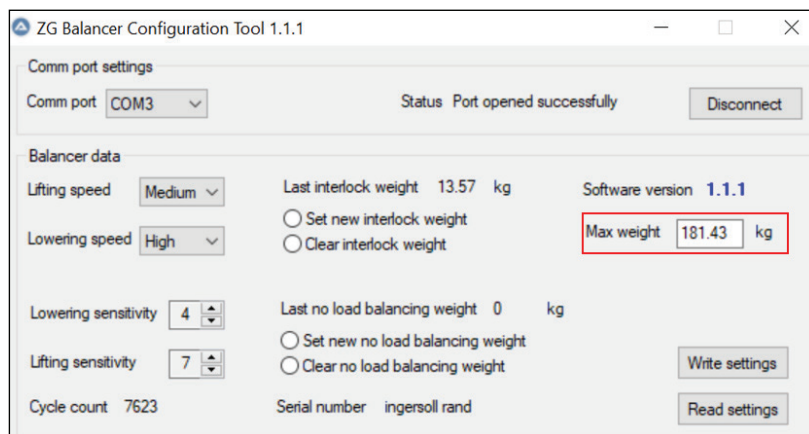 ZG Balancer Configuration Tool 1.1.1
Comm port settings
Comm port COM3 Status Port opened successfully Disconnect
Balancer data
Lifting speed Medium Last interlock weight 13.57 kg Software version 1.1.1
Set new interlock weight
Lowering speed High Clear interlock weight Max weight 181.43 kg
Lowering sensitivity 4 Last no load balancing weight 0 kg
Set new no load balancing weight
Lifting sensitivity 7 Clear no load balancing weight Write settings
Cycle count 7623 Serial number ingersoll rand Read settings